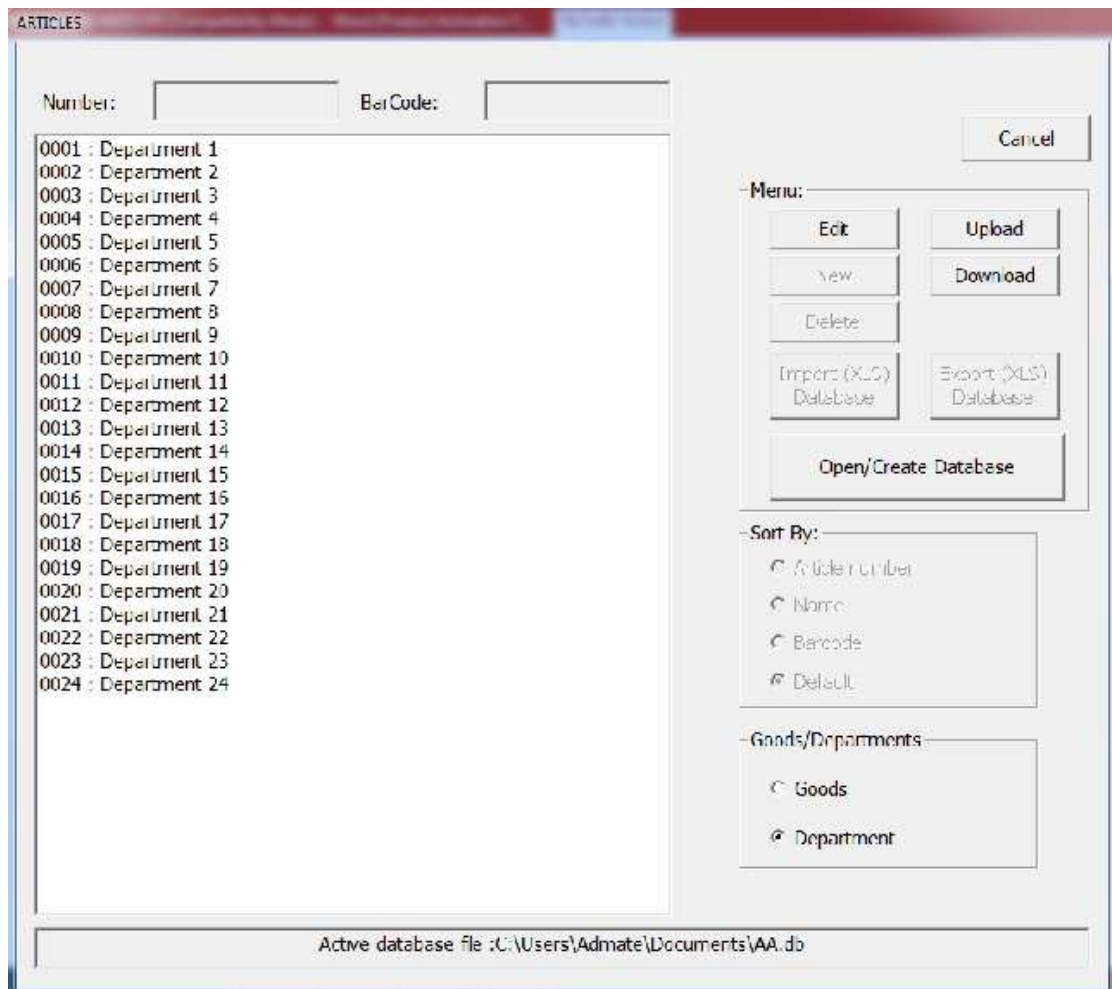 ARTICLES
Number:
BarCode:
Cancel
0001 : Department 1
0002 : Department 2
0003 : Department 3
0004 : Department 4
0005 : Department 5
0006 : Department 6
0007 : Department 7
0008 : Department 8
0009 : Department 9
0010 : Department 10
0011 : Department 11
0012 : Department 12
0013 : Department 13
0014 : Department 14
0015 : Department 15
0016 : Department 16
0017 : Department 17
0018 : Department 18
0019 : Department 19
0020 : Department 20
0021 : Department 21
0022 : Department 22
0023 : Department 23
0024 : Department 24
Menu:
Edit
Upload
New
Download
Delete
Import (XLS)
Database
Export (XLS)
Database
Open/Create Database
Sort By:
Article number
Name
Barcode
Default
Goods/Departments
Goods
Department
Active database file :C:\Users\Admate\Documents\AA.db